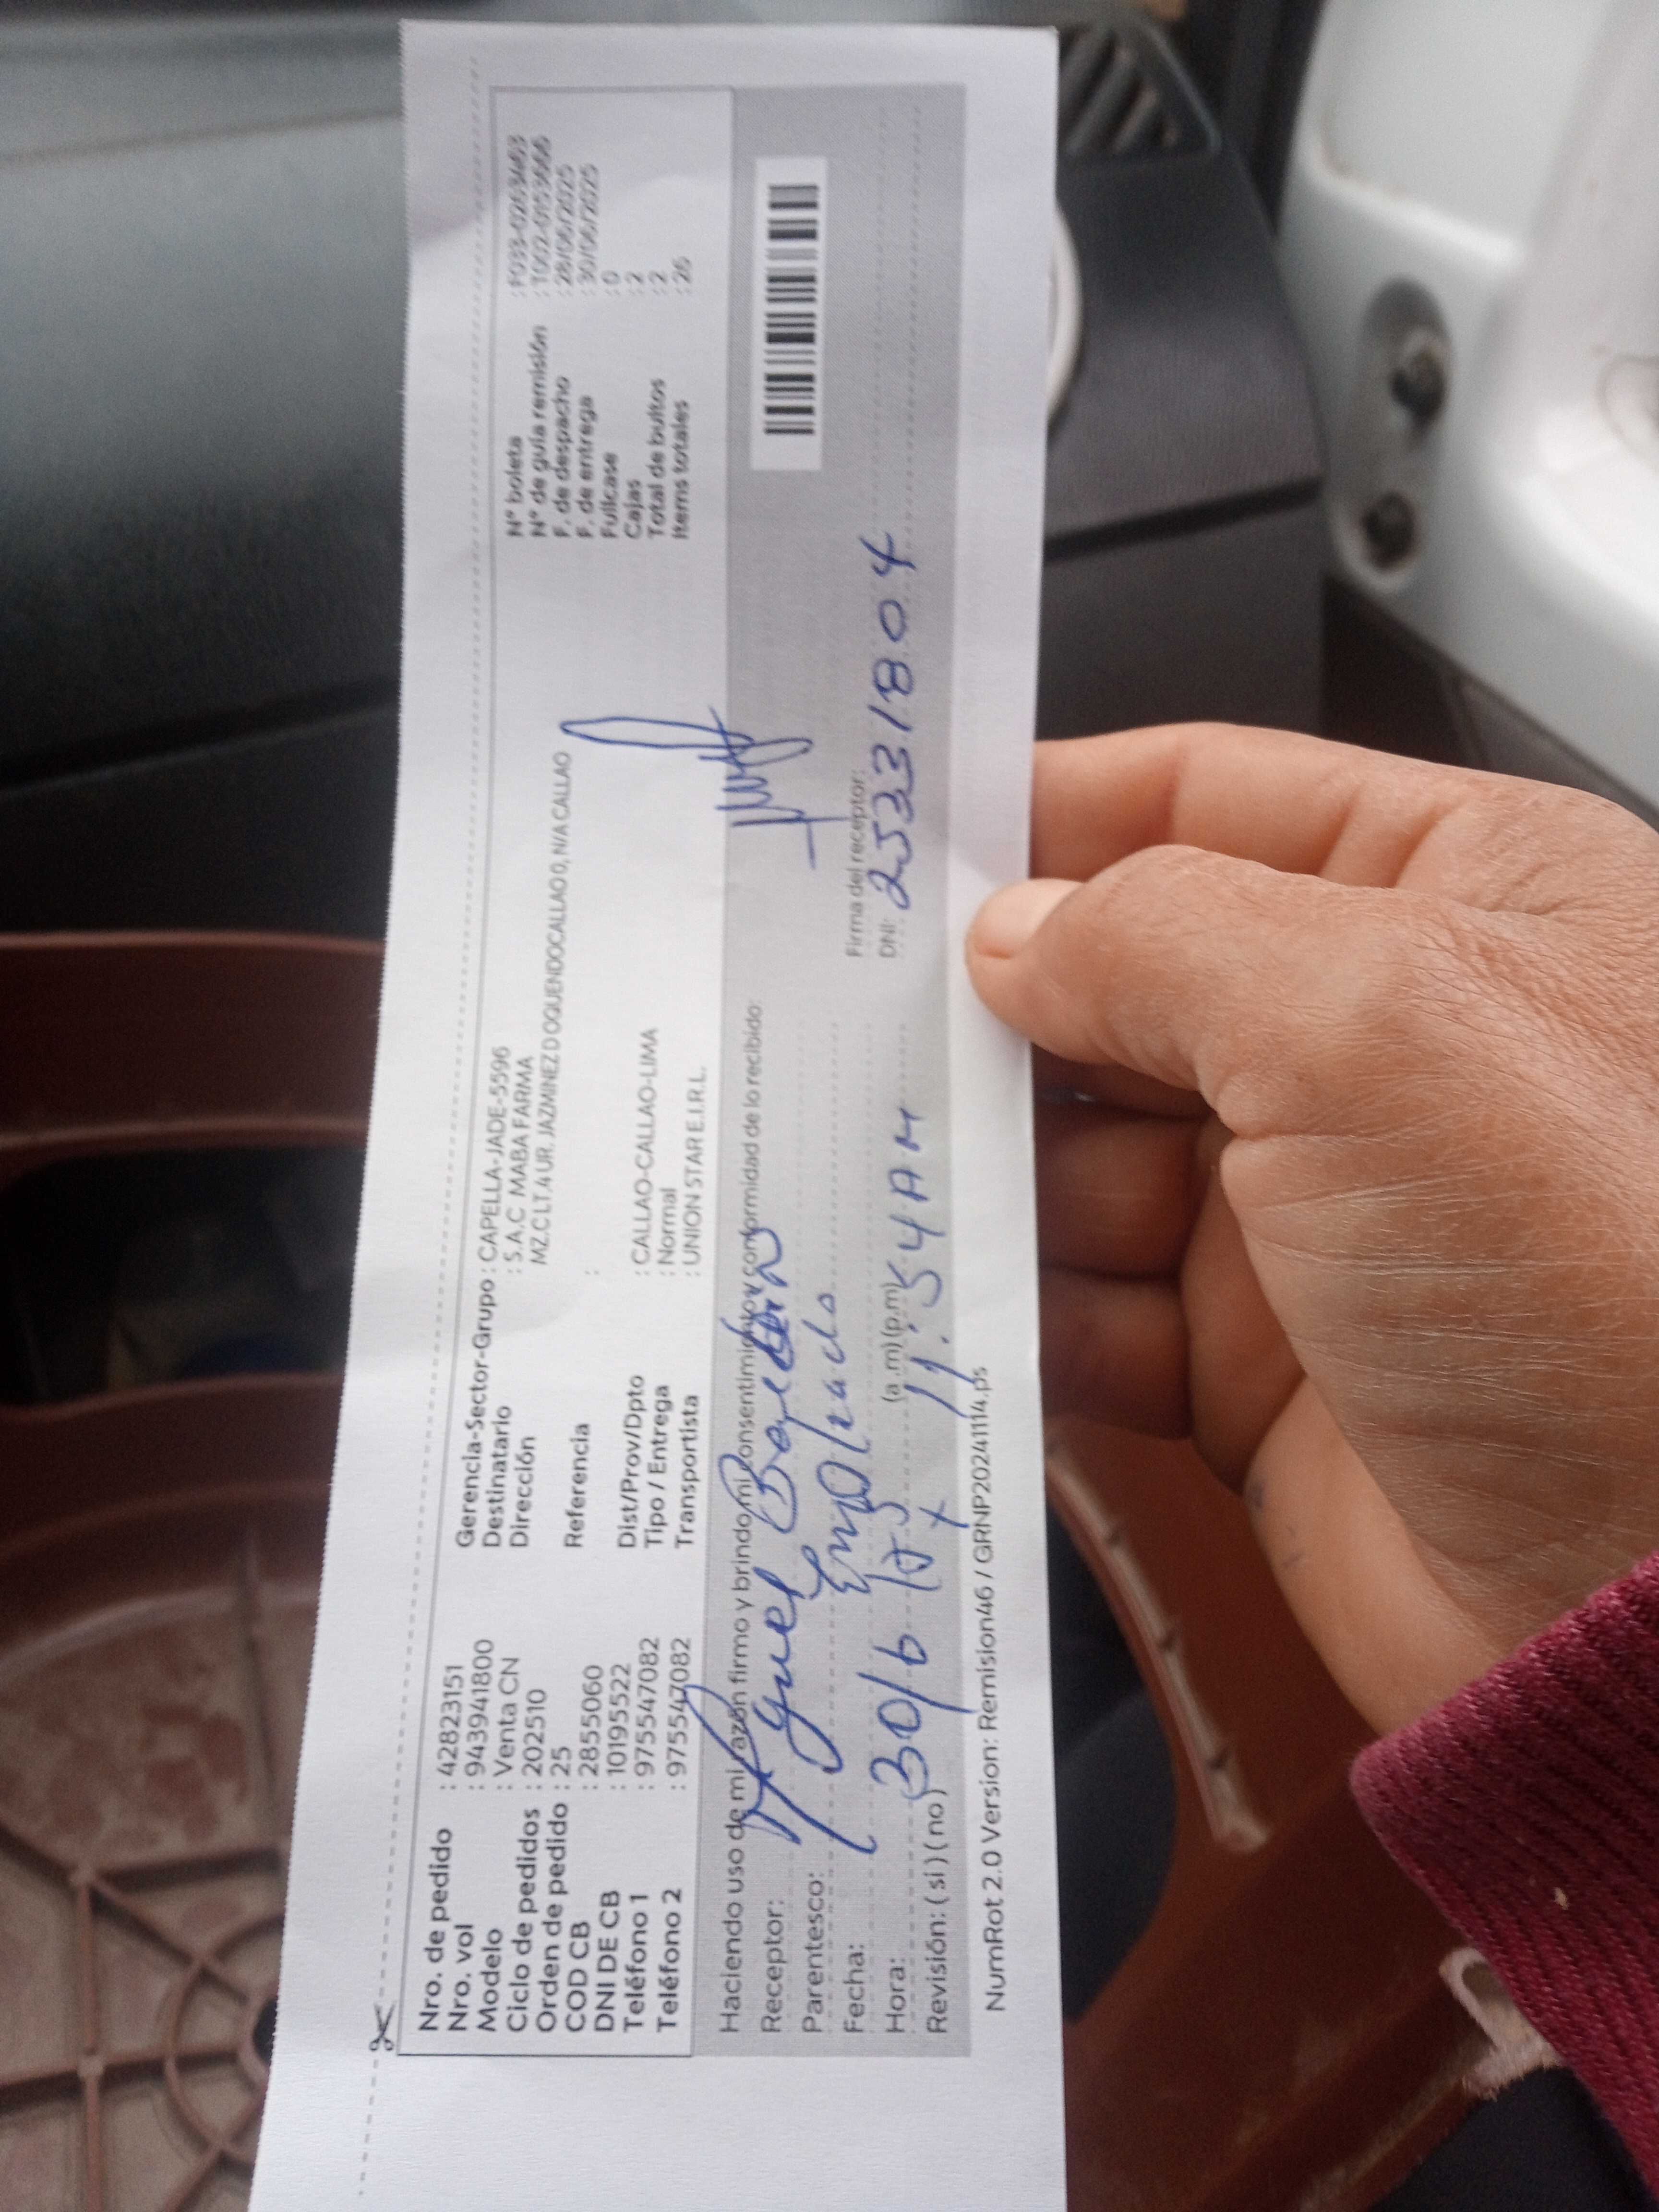 Nro. de pedido : 42823151
Nro. vol : 9439941800
Modelo : Venta CN
Ciclo de pedidos : 202510
Orden de pedido : 25
COD CB : 2855060
DNI DE CB : 10195522
Teléfono 1 : 975547082
Teléfono 2 : 975547082
Gerencia-Sector-Grupo : CAPELLA-JADE-5596
Destinatario : S.A.C MABA FARMA
Dirección MZ.C LT.4 UR. JAZMINEZ D OQUENDOCALLAO 0, N/A CALLAO
Referencia :
Dist/Prov/Dpto : CALLAO-CALLAO-LIMA
Tipo / Entrega : Normal
Transportista : UNION STAR E.I.R.L.
N° boleta
N° de guía remisión
F. de despacho : 28/06/2025
F. de entrega : 30/06/2025
Fullcase : 0
Cajas : 2
Total de bultos : 2
Items totales : 26
Haciendo uso de mi razón firmo y brindo mi consentimiento y conformidad de lo recibido:
Receptor:
Parentesco: Empleado
Fecha: 30/6
Hora: (a.m) (p.m) 11:54 AM
Revisión: (si) (no)
Firma del receptor:
DNI: 25331804
NumRot 2.0 Version: Remision46 / GRNP20241114.ps